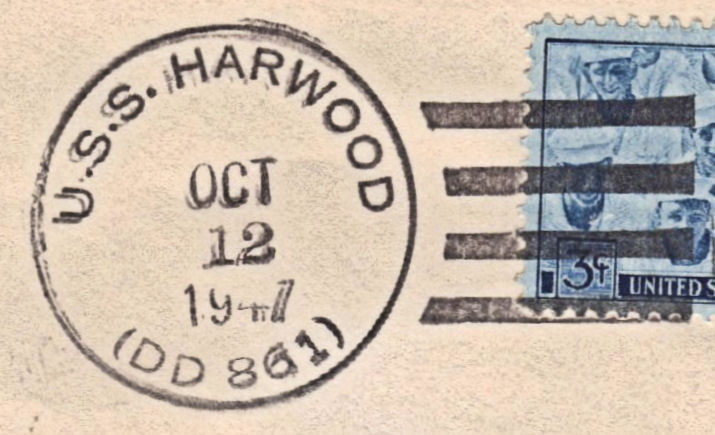 U.S.S. HARWOOD
OCT
12
1947
(DD 861)
3¢
UNITED S